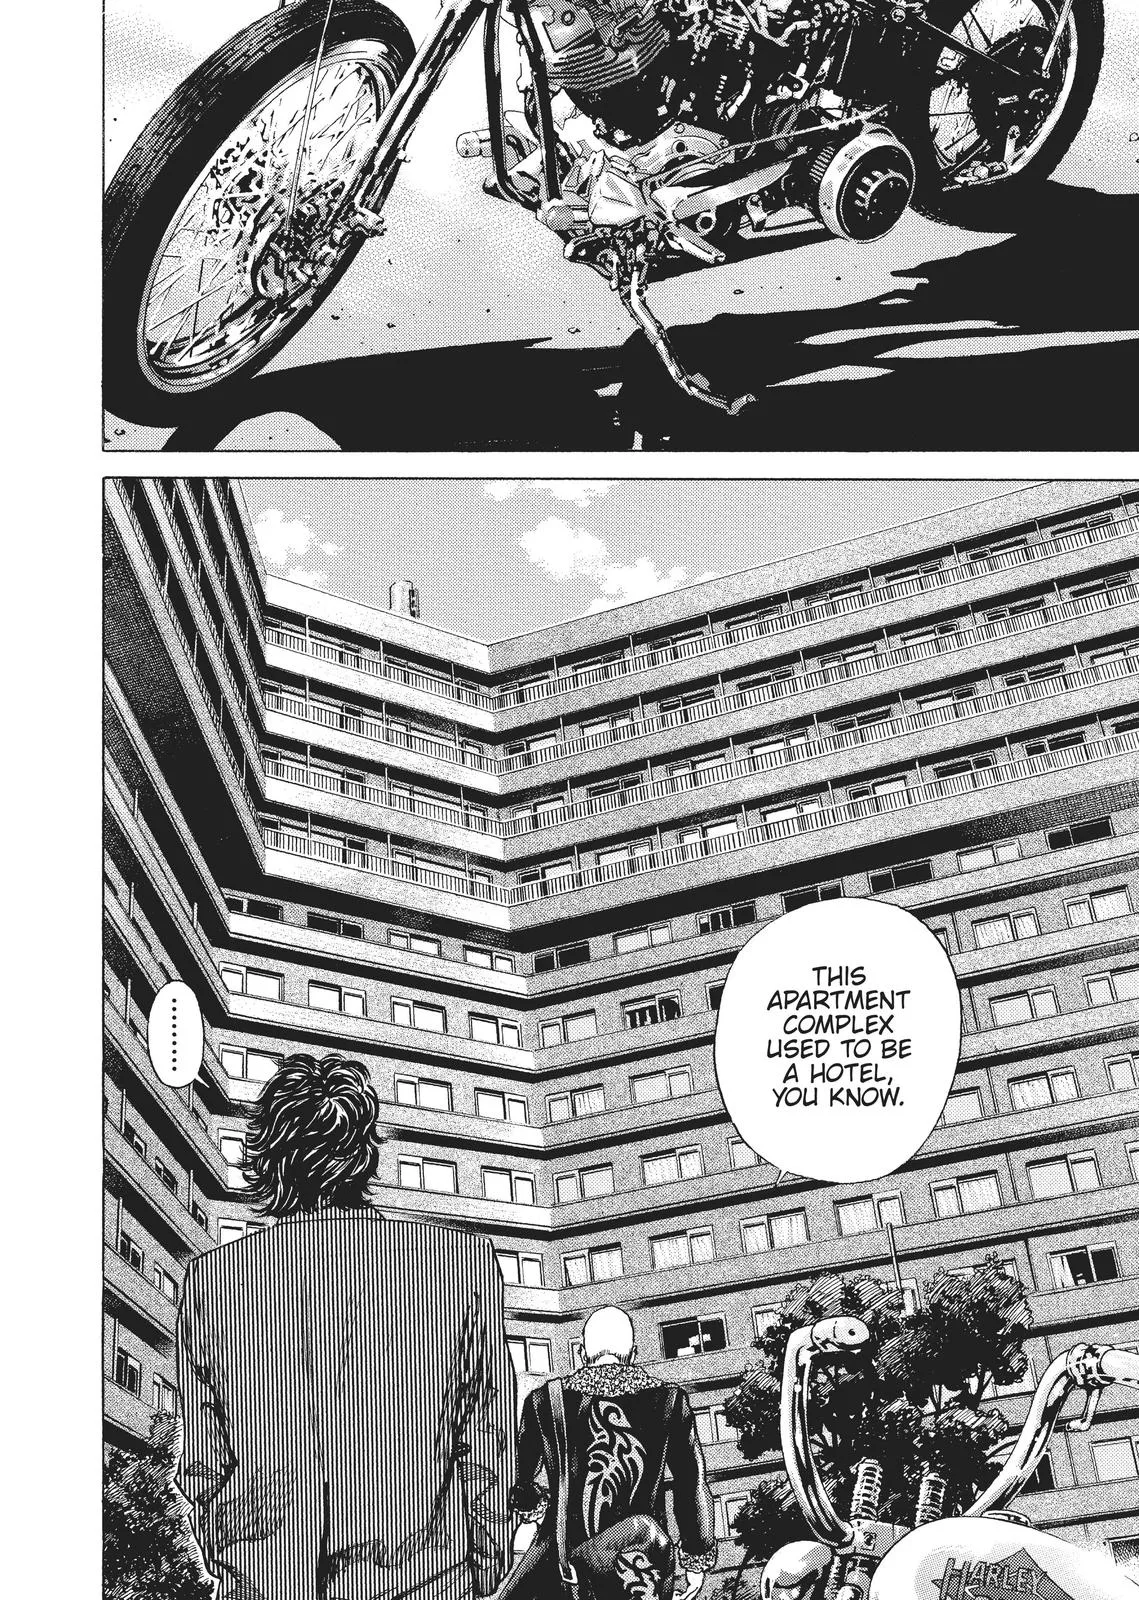 THIS
APARTMENT
COMPLEX
USED TO BE
A HOTEL,
YOU KNOW.
.........
HARLEY